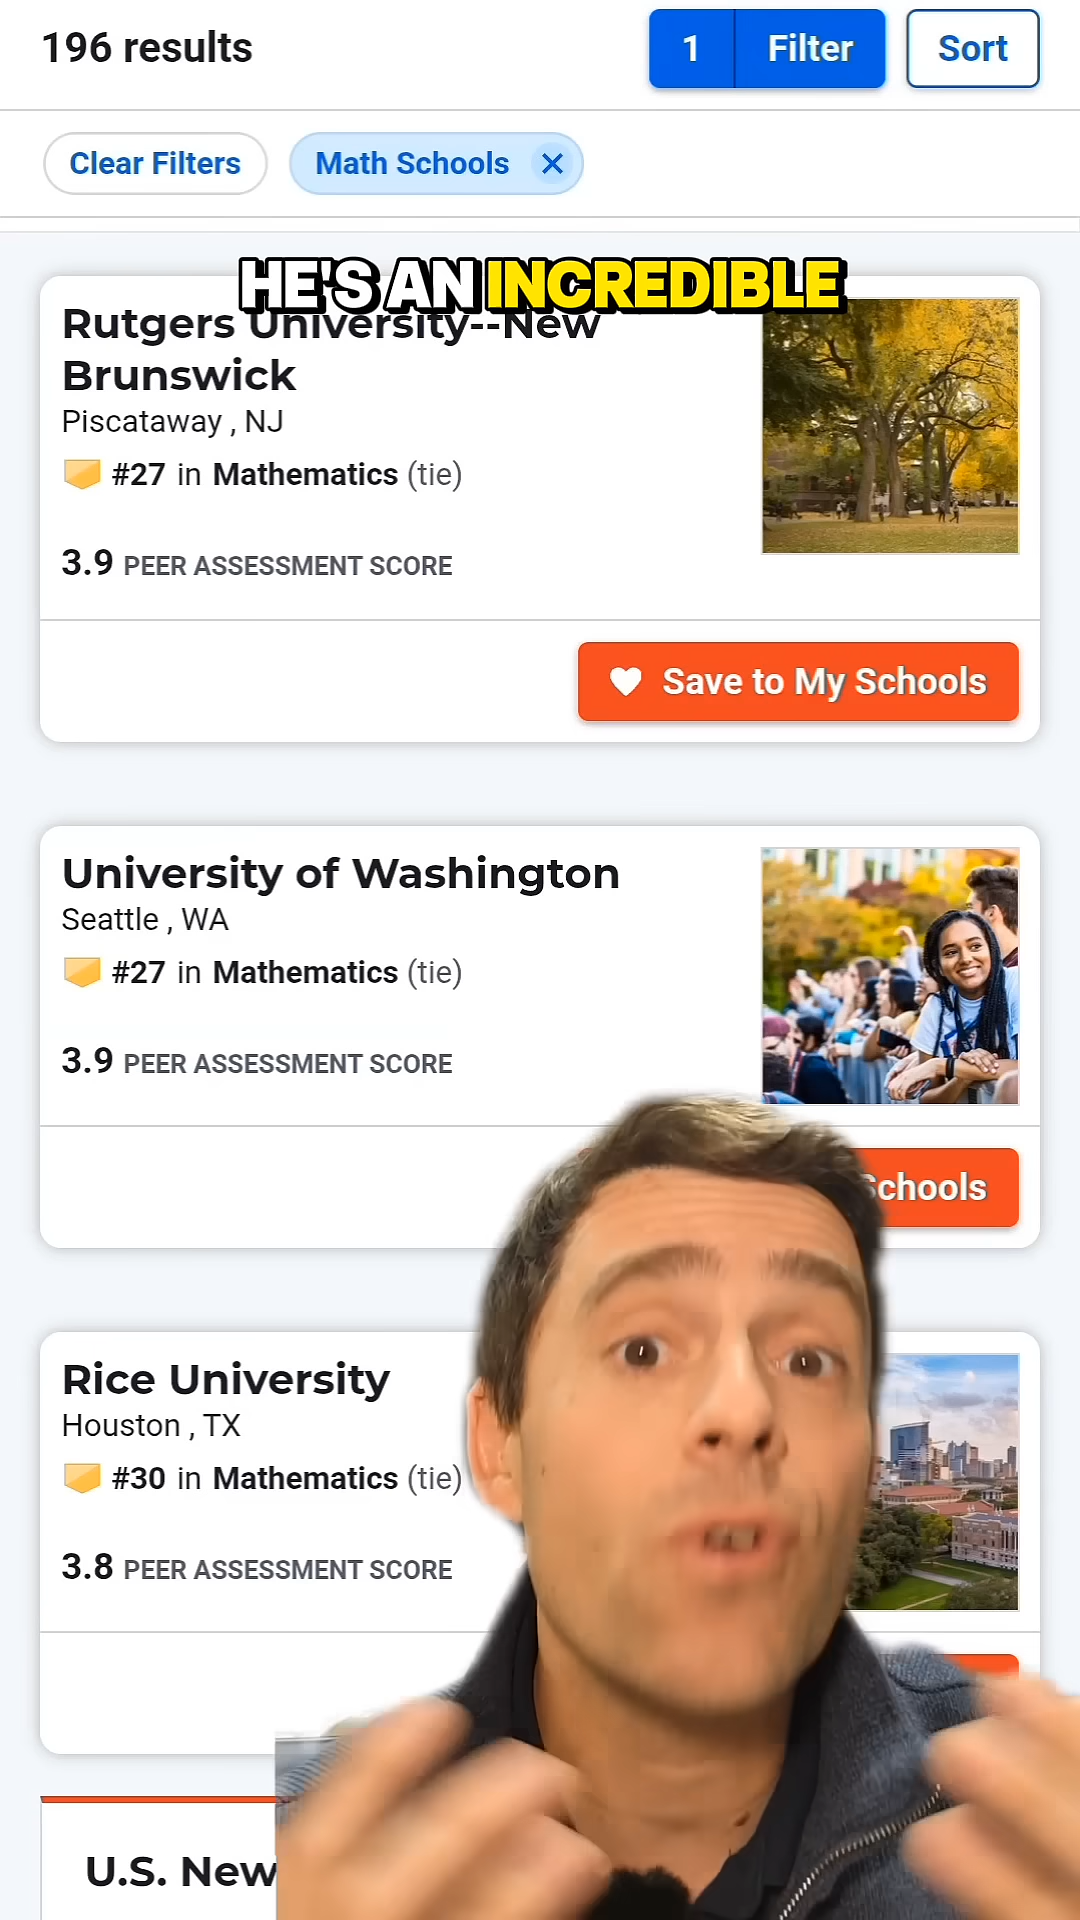 196 results
1 Filter
Sort
Clear Filters
Math Schools
HE'S AN INCREDIBLE
Rutgers University--New
Brunswick
Piscataway , NJ
#27 in Mathematics (tie)
3.9 PEER ASSESSMENT SCORE
Save to My Schools
University of Washington
Seattle , WA
#27 in Mathematics (tie)
3.9 PEER ASSESSMENT SCORE
Schools
Rice University
Houston , TX
#30 in Mathematics (tie)
3.8 PEER ASSESSMENT SCORE
U.S. New